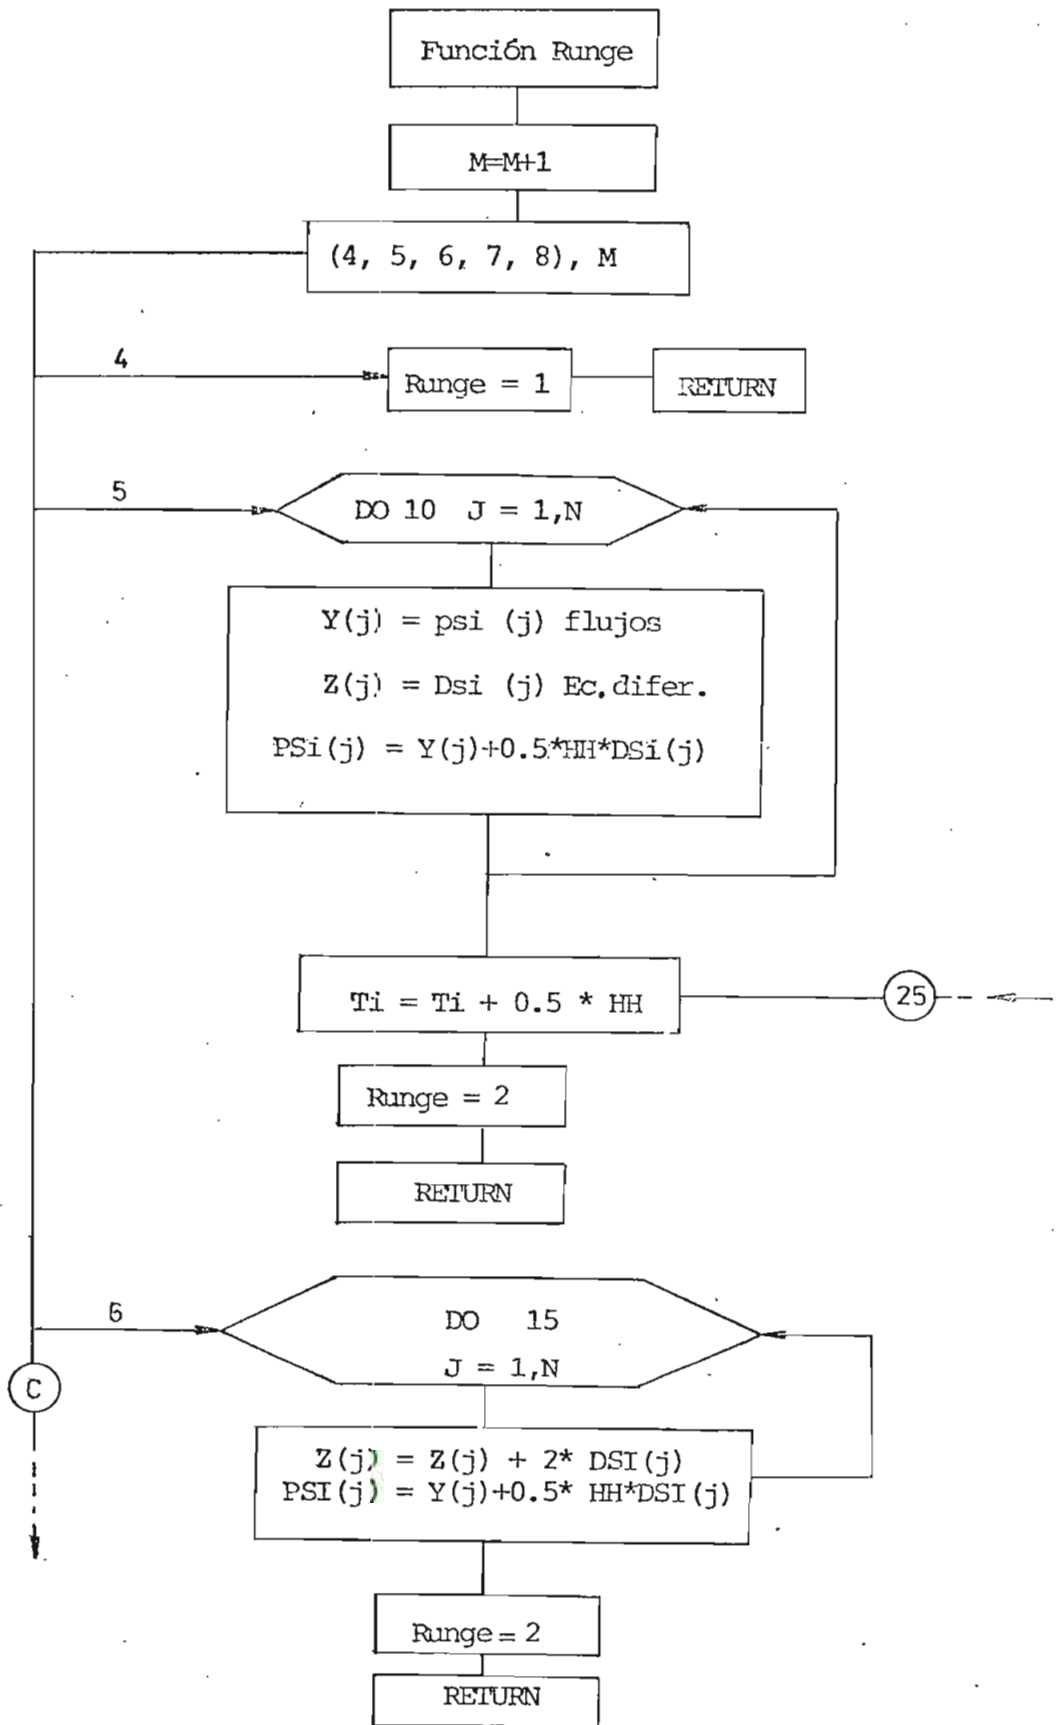 Función Runge
M=M+1
(4, 5, 6, 7, 8), M
4
Runge = 1
RETURN
5
DO 10 J = 1,N
Y(j) = psi (j) flujos
Z(j) = Dsi (j) Ec.difer.
PSi(j) = Y(j)+0.5*HH*DSi(j)
Ti = Ti + 0.5 * HH
25
Runge = 2
RETURN
6
DO 15
J = 1,N
C
Z(j) = Z(j) + 2* DSI(j)
PSI(j) = Y(j)+0.5* HH*DSI(j)
Runge = 2
RETURN